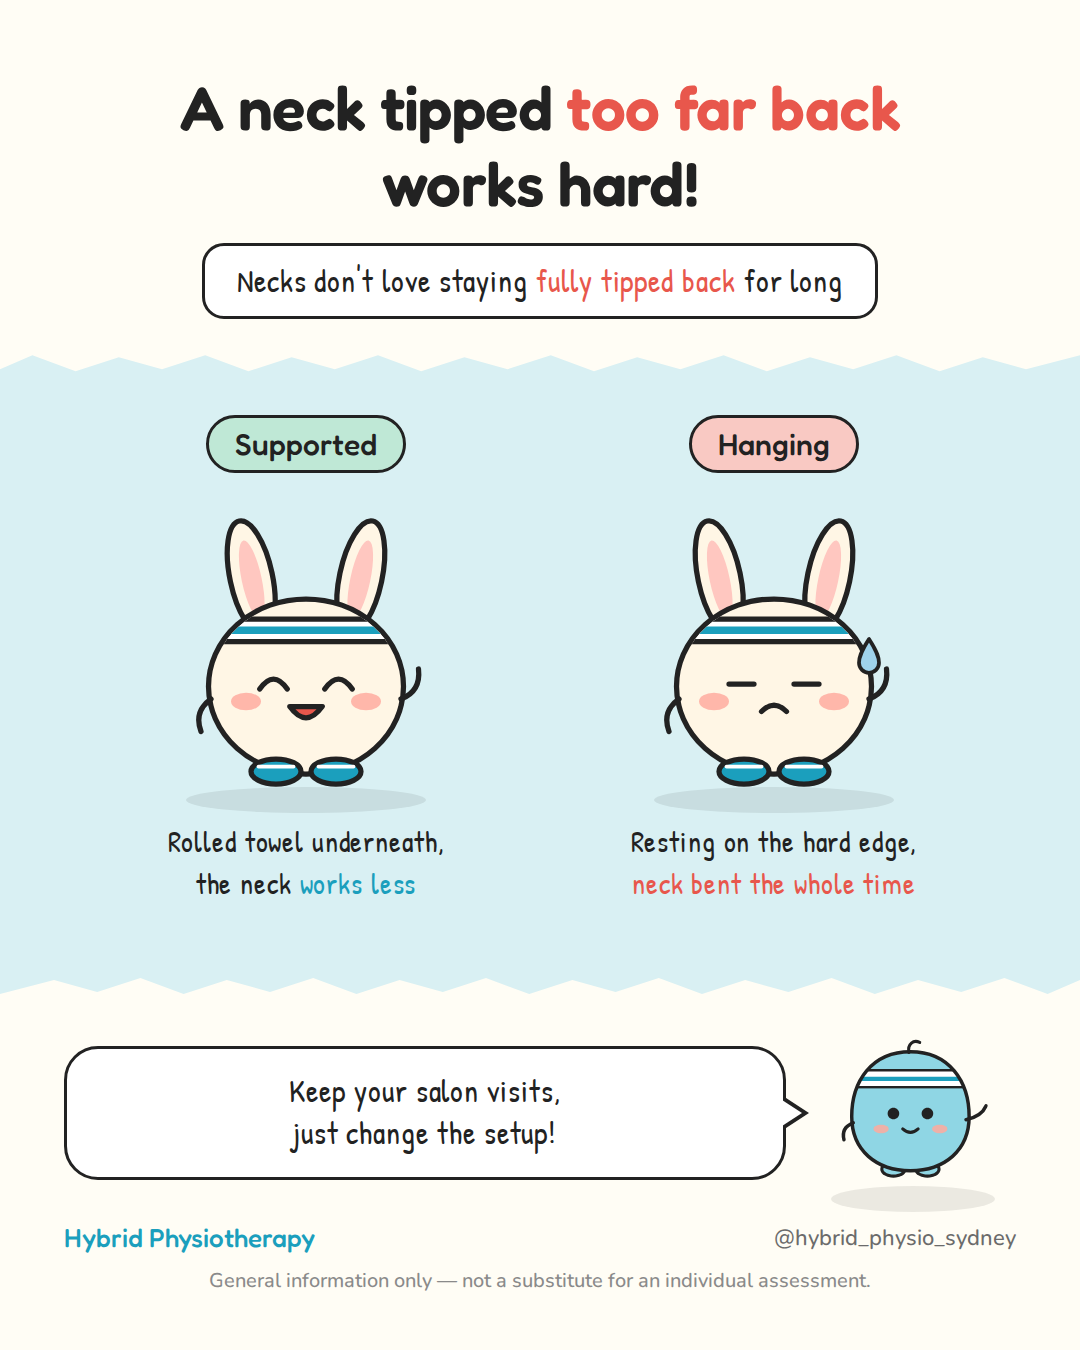 A neck tipped too far back
works hard!
Necks don't love staying fully tipped back for long
Supported
Hanging
Rolled towel underneath,
the neck works less
Resting on the hard edge,
neck bent the whole time
Keep your salon visits,
just change the setup!
Hybrid Physiotherapy
@hybrid_physio_sydney
General information only — not a substitute for an individual assessment.